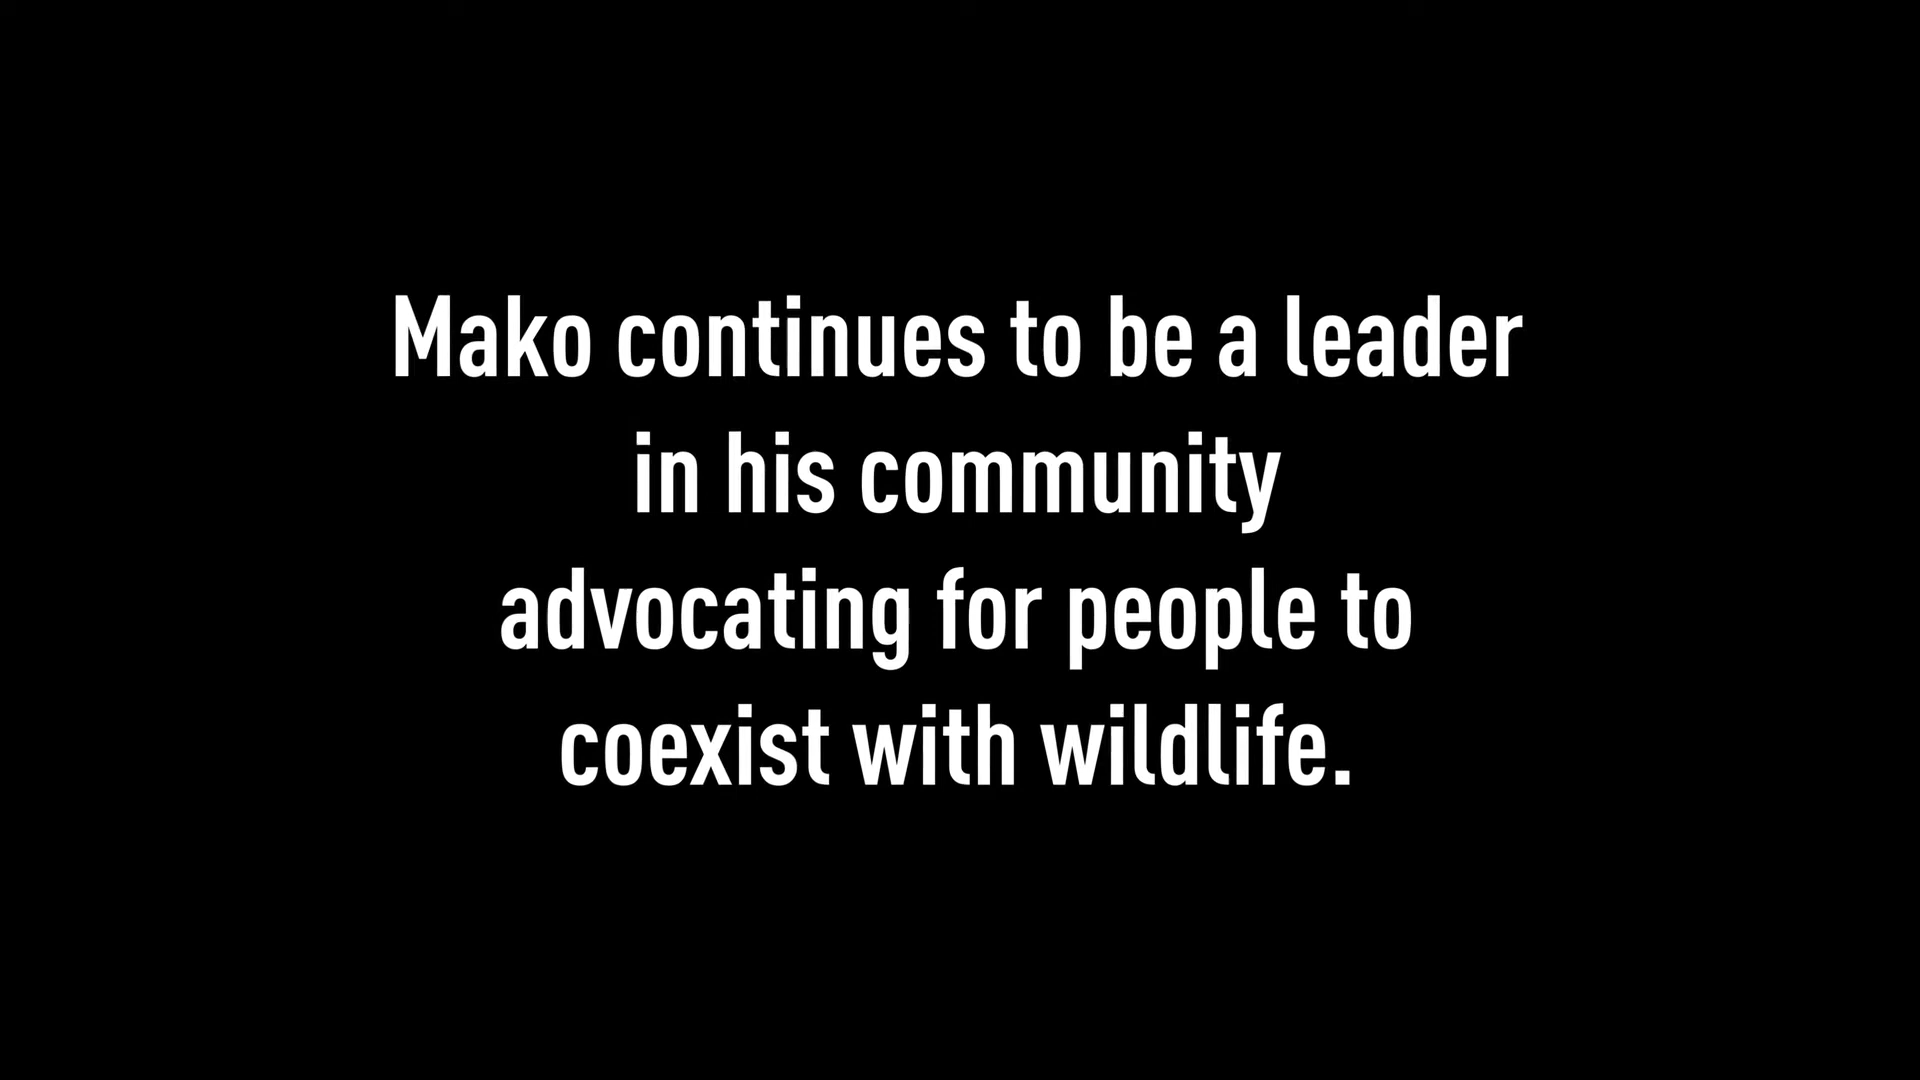 Mako continues to be a leader
in his community
advocating for people to
coexist with wildlife.